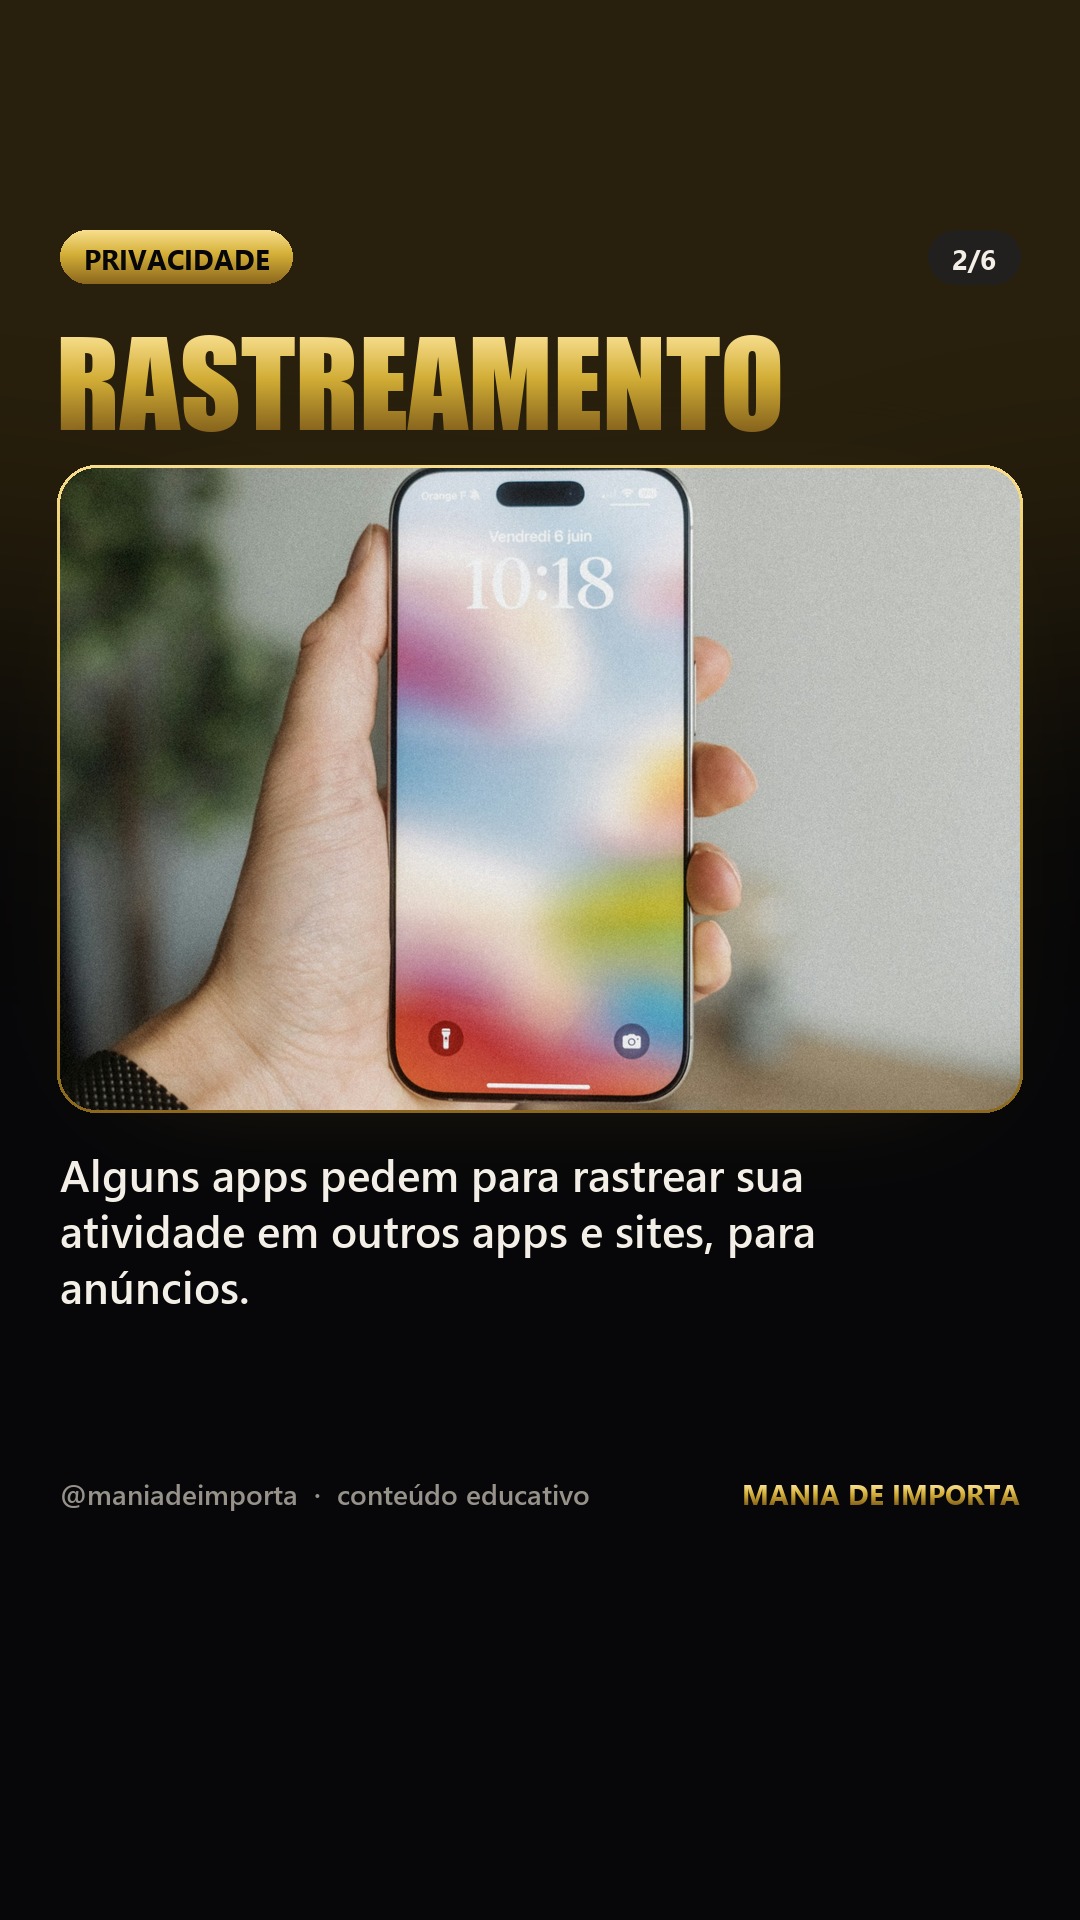 PRIVACIDADE
2/6
RASTREAMENTO
Orange F
Vendredi 6 juin
10:18
Alguns apps pedem para rastrear sua
atividade em outros apps e sites, para
anúncios.
@maniadeimporta · conteúdo educativo
MANIA DE IMPORTA